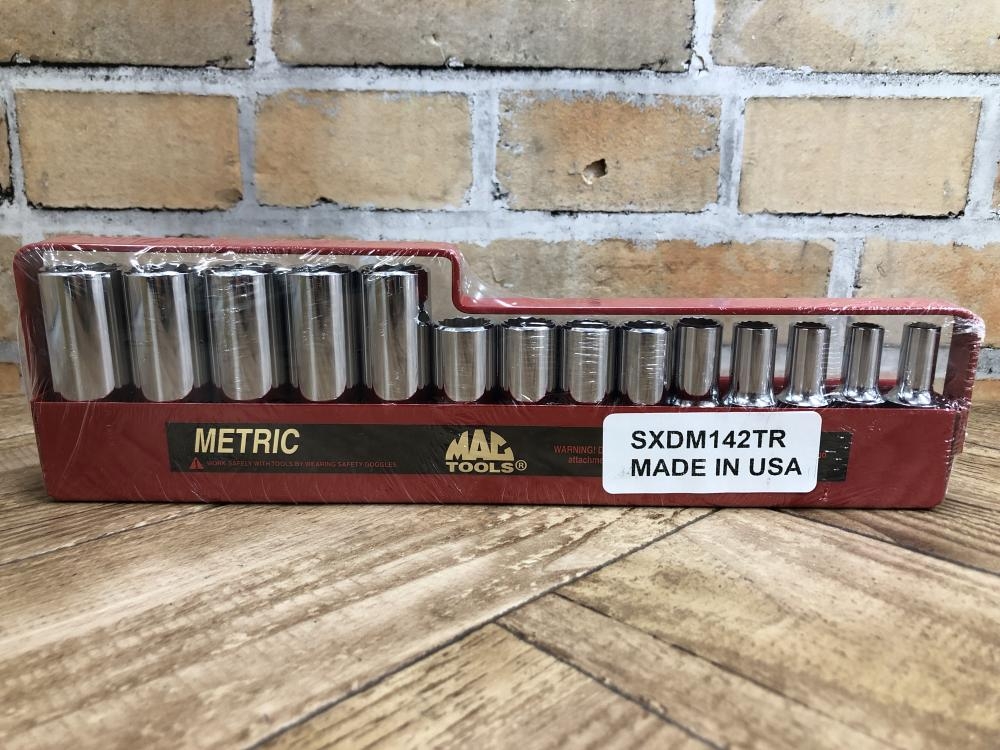 METRIC
WORK SAFELY WITH TOOLS BY WEARING SAFETY GOGGLES
MAC
TOOLS®
WARNING!
SXDM142TR
MADE IN USA